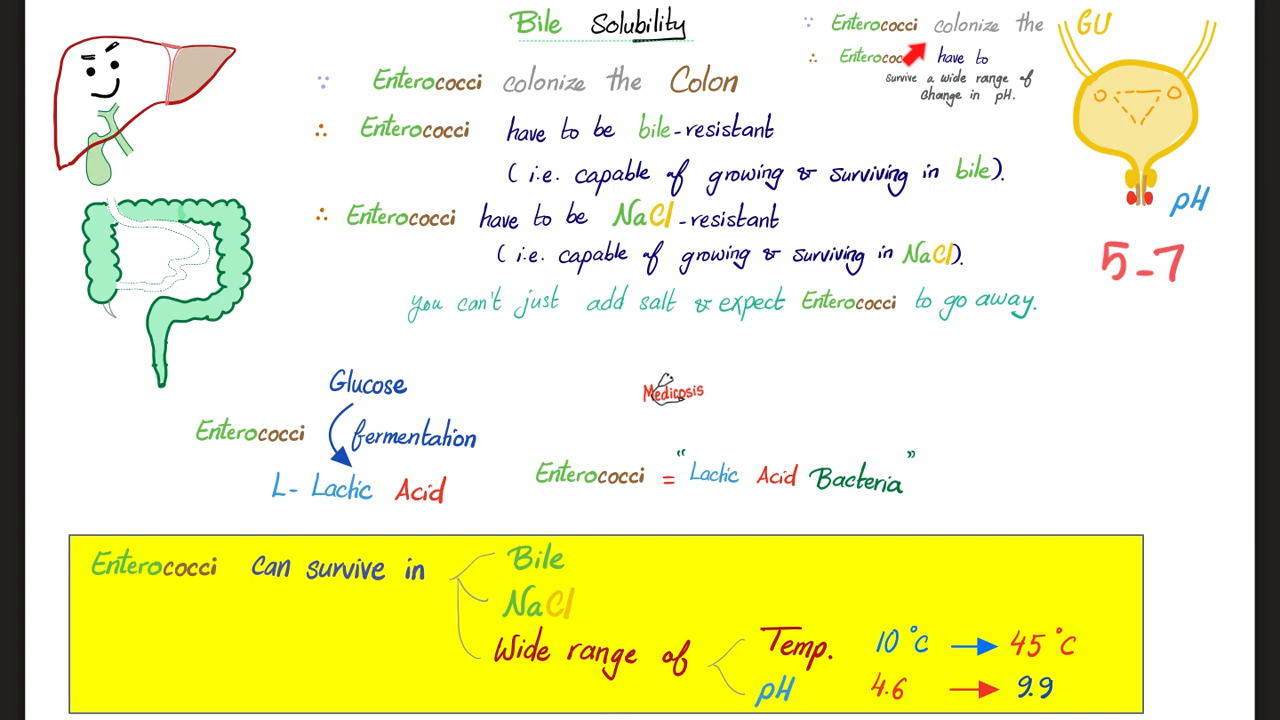 Bile Solubility
∵ Enterococci colonize the Colon
∴ Enterococci have to be bile-resistant
( i.e. capable of growing & surviving in bile).
∴ Enterococci have to be NaCl-resistant
( i.e. capable of growing & surviving in NaCl).
you can't just add salt & expect Enterococci to go away.
∵ Enterococci colonize the GU
∴ Enteroc have to
survive a wide range of
change in pH.
pH
5-7
Glucose
Enterococci fermentation
L- Lactic Acid
Medicosis
Enterococci = "Lactic Acid Bacteria"
Enterococci can survive in
Bile
NaCl
Wide range of
Temp. 10°C → 45°C
pH 4.6 → 9.9